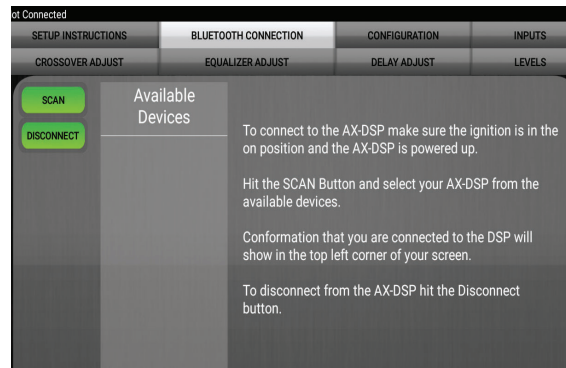 ot Connected
SETUP INSTRUCTIONS BLUETOOTH CONNECTION CONFIGURATION INPUTS
CROSSOVER ADJUST EQUALIZER ADJUST DELAY ADJUST LEVELS
SCAN
DISCONNECT
Available
Devices
To connect to the AX-DSP make sure the ignition is in the
on position and the AX-DSP is powered up.
Hit the SCAN Button and select your AX-DSP from the
available devices.
Conformation that you are connected to the DSP will
show in the top left corner of your screen.
To disconnect from the AX-DSP hit the Disconnect
button.